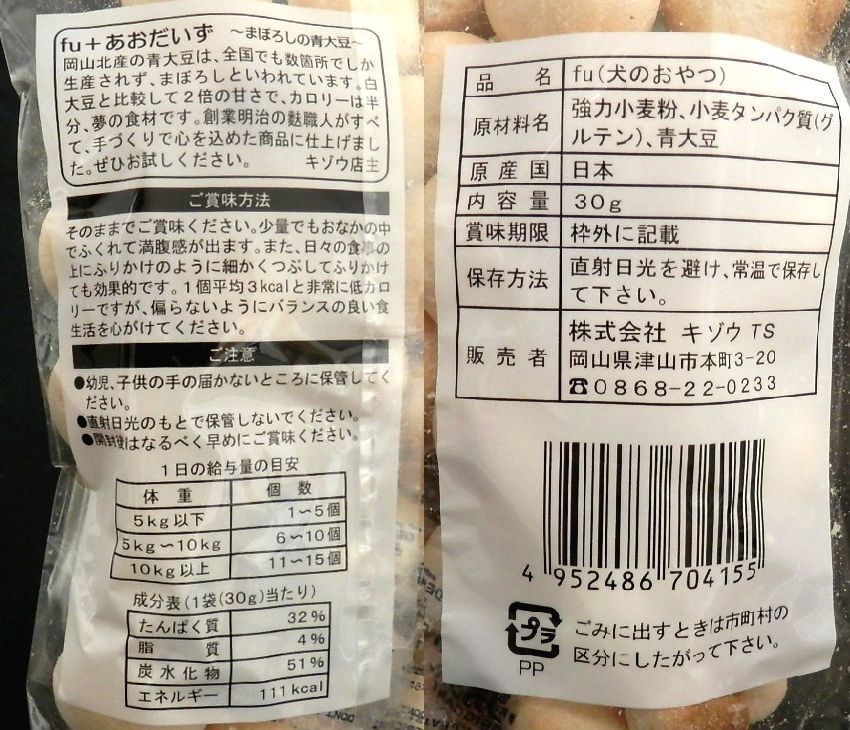 fu+あおだいず ~まぼろしの青大豆~
岡山北産の青大豆は、全国でも数箇所でしか
生産されず、まぼろしといわれています。白
大豆と比較して2倍の甘さで、カロリーは半
分、夢の食材です。創業明治の麩職人がすべ
て、手づくりで心を込めた商品に仕上げまし
た。ぜひお試しください。 キゾウ店主
ご賞味方法
そのままでご賞味ください。少量でもおなかの中
でふくれて満腹感が出ます。また、日々の食事の
上にふりかけのように細かくつぶしてふりかけ
ても効果的です。1個平均3kcalと非常に低カロ
リーですが、偏らないようにバランスの良い食
生活を心がけてください。
ご注意
●幼児、子供の手の届かないところに保管してく
ださい。
●直射日光のもとで保管しないでください。
●開封後はなるべく早めにご賞味ください。
1日の給与量の目安
体重 個数
5kg以下 1~5個
5kg~10kg 6~10個
10kg以上 11~15個
成分表(1袋(30g)当たり)
たんぱく質 32%
脂質 4%
炭水化物 51%
エネルギー 111kcal
品名 fu(犬のおやつ)
原材料名 強力小麦粉、小麦タンパク質(グ
ルテン)、青大豆
原産国 日本
内容量 30g
賞味期限 枠外に記載
保存方法 直射日光を避け、常温で保存し
て下さい。
販売者 株式会社 キゾウTS
岡山県津山市本町3-20
☎0868-22-0233
4 952486 704155
プラ
PP
ごみに出すときは市町村の
区分にしたがって下さい。